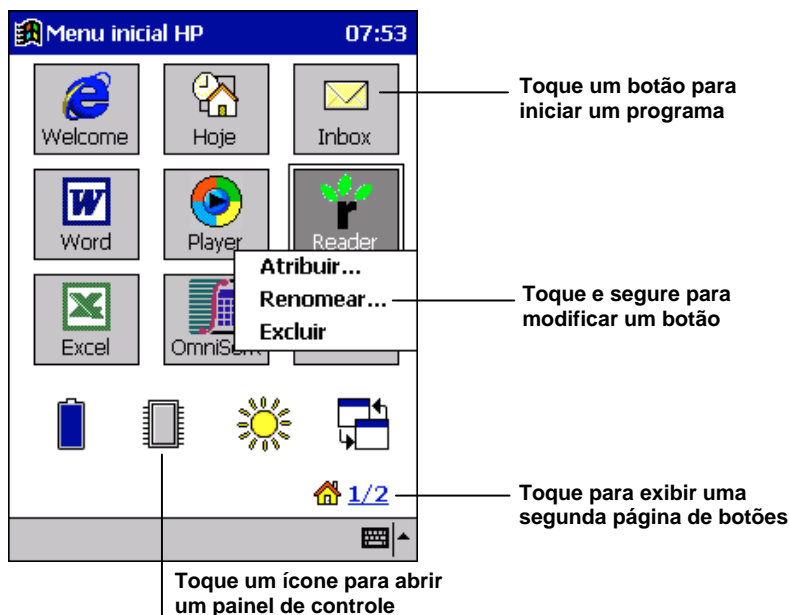 Menu inicial HP 07:53
Welcome Hoje Inbox
Toque um botão para
iniciar um programa
Word Player Reader
Atribuir...
Renomear...
Excluir
Toque e segure para
modificar um botão
Excel
1/2
Toque para exibir uma
segunda página de botões
Toque um ícone para abrir
um painel de controle